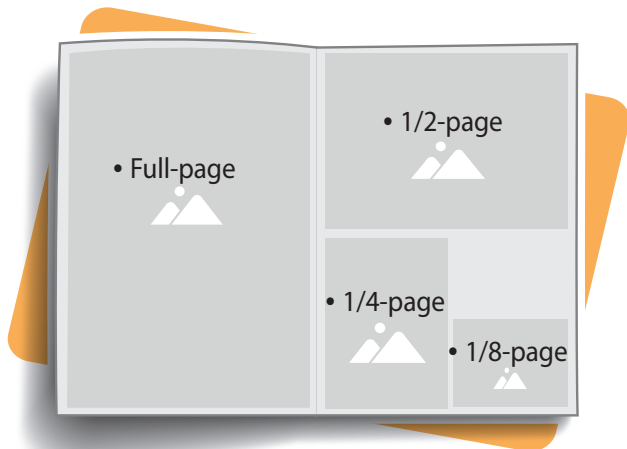 • Full-page
• 1/2-page
• 1/4-page
• 1/8-page